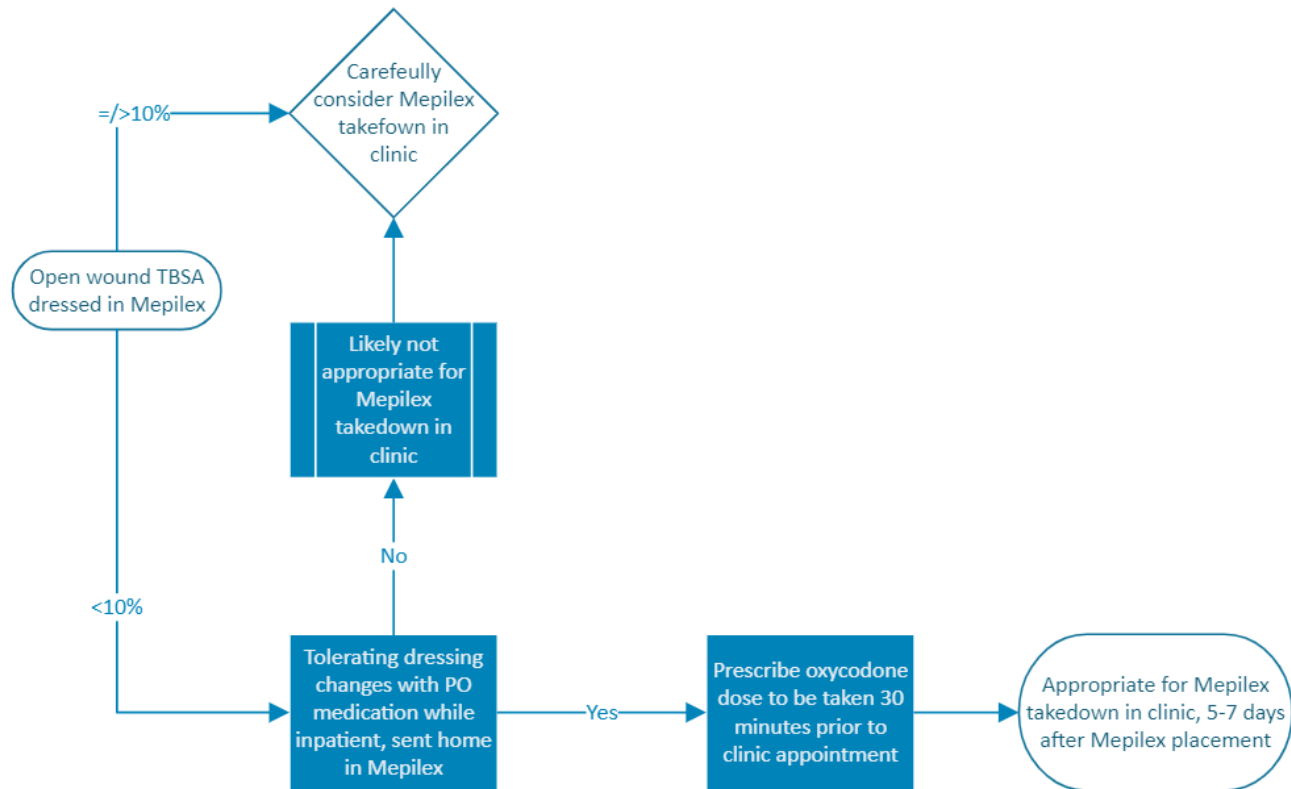 Carefeully
consider Mepilex
takefown in
clinic
=/>10%
Open wound TBSA
dressed in Mepilex
Likely not
appropriate for
Mepilex
takedown in
clinic
No
<10%
Tolerating dressing
changes with PO
medication while
inpatient, sent home
in Mepilex
Yes
Prescribe oxycodone
dose to be taken 30
minutes prior to
clinic appointment
Appropriate for Mepilex
takedown in clinic, 5-7 days
after Mepilex placement